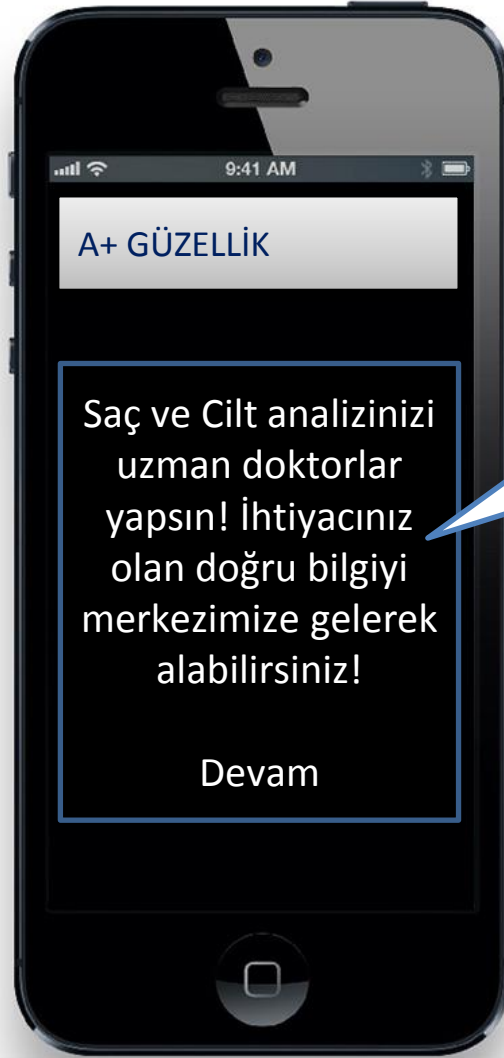 9:41 AM
A+ GÜZELLİK
Saç ve Cilt analizinizi
uzman doktorlar
yapsın! İhtiyacınız
olan doğru bilgiyi
merkezimize gelerek
alabilirsiniz!
Devam